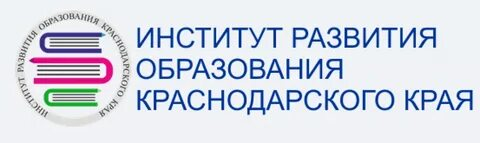 ИНСТИТУТ РАЗВИТИЯ ОБРАЗОВАНИЯ КРАСНОДАРСКОГО КРАЯ
ИНСТИТУТ РАЗВИТИЯ
ОБРАЗОВАНИЯ
КРАСНОДАРСКОГО КРАЯ